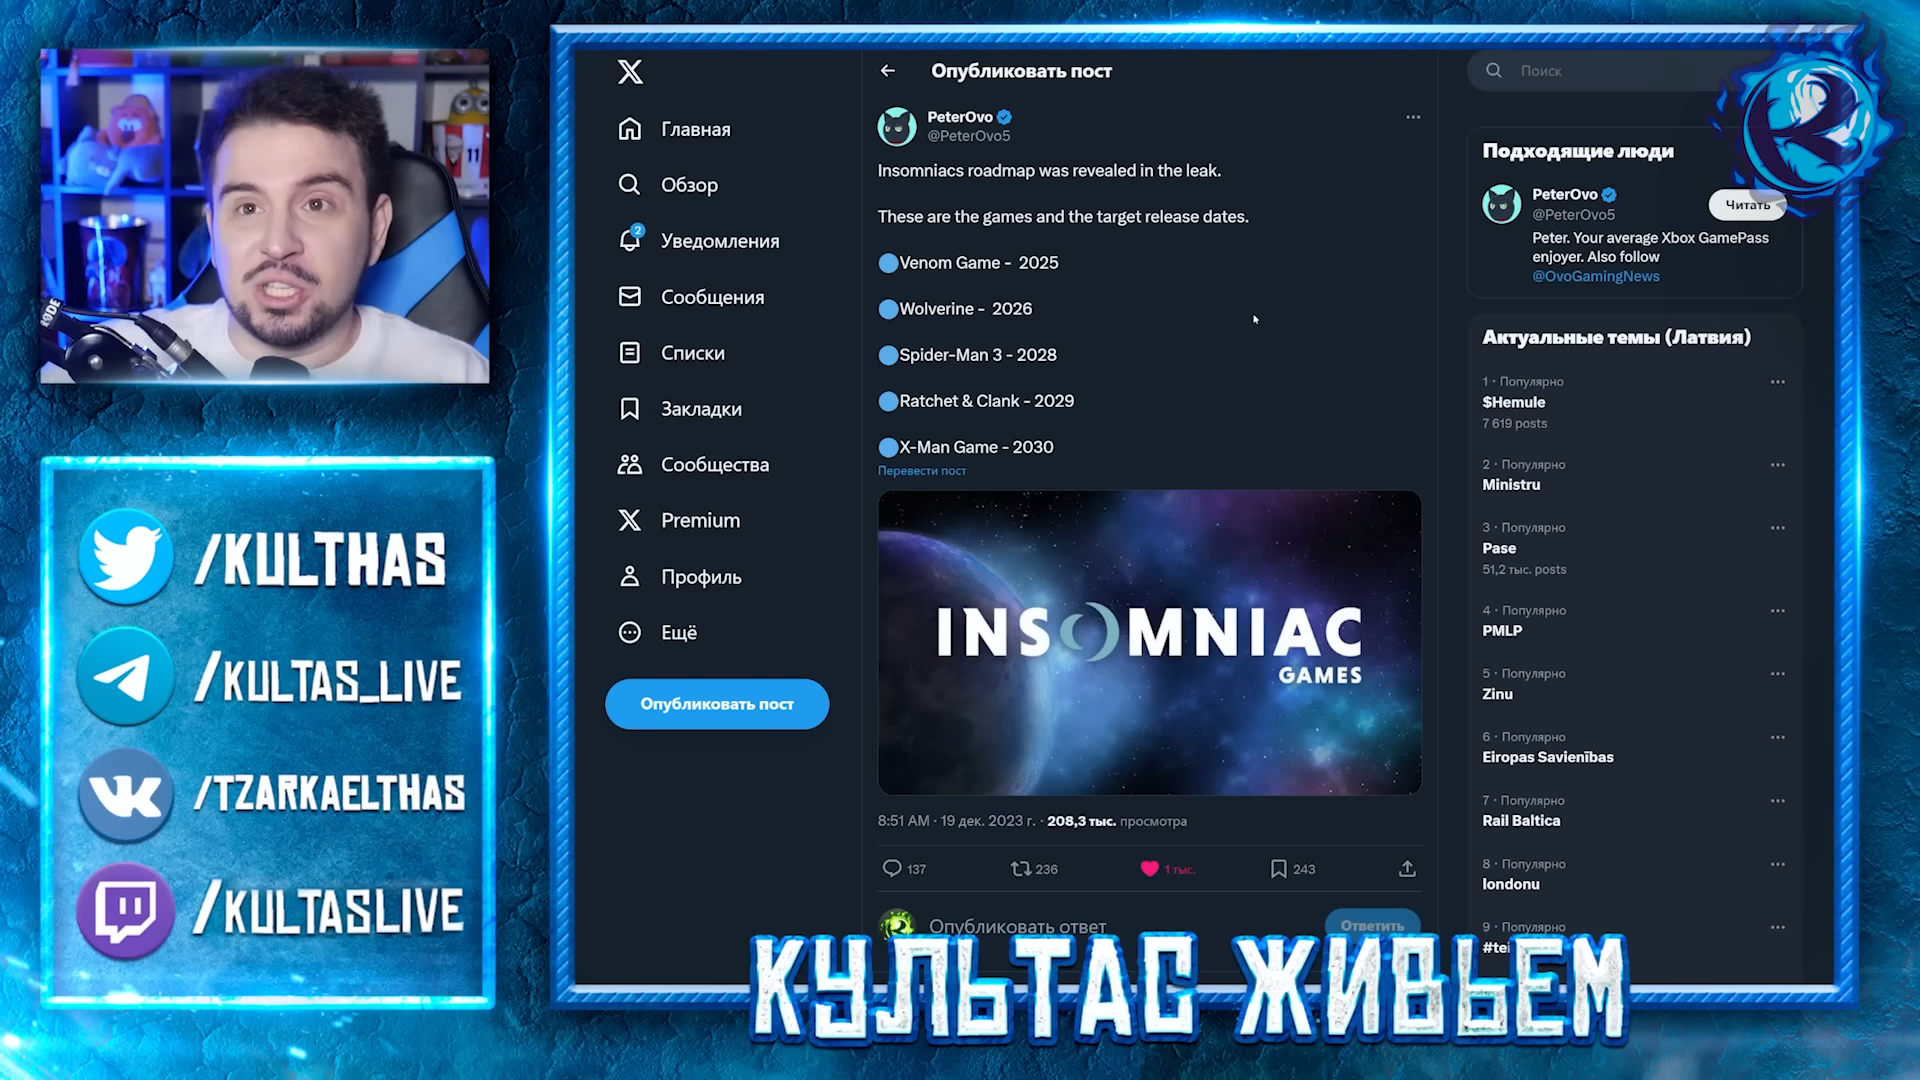 RODE
11
/KULTHAS
/KULTAS_LIVE
/TZARKAELTHAS
/KULTASLIVE
Главная
Обзор
2
Уведомления
Сообщения
Списки
Закладки
Сообщества
Premium
Профиль
Ещё
Опубликовать пост
Опубликовать пост
PeterOvo
@PeterOvo5
Insomniacs roadmap was revealed in the leak.
These are the games and the target release dates.
Venom Game - 2025
Wolverine - 2026
Spider-Man 3 - 2028
Ratchet & Clank - 2029
X-Man Game - 2030
Перевести пост
INSOMNIAC
GAMES
8:51 AM · 19 дек. 2023 г. · 208,3 тыс. просмотра
137
236
1 тыс.
243
Опубликовать ответ
Ответить
Поиск
Подходящие люди
PeterOvo
@PeterOvo5
Читать
Peter. Your average Xbox GamePass
enjoyer. Also follow
@OvoGamingNews
Актуальные темы (Латвия)
1 · Популярно
$Hemule
7 619 posts
2 · Популярно
Ministru
3 · Популярно
Pase
51,2 тыс. posts
4 · Популярно
PMLP
5 · Популярно
Zinu
6 · Популярно
Eiropas Savienības
7 · Популярно
Rail Baltica
8 · Популярно
londonu
9 · Популярно
КУЛЬТАС ЖИВЬЕМ